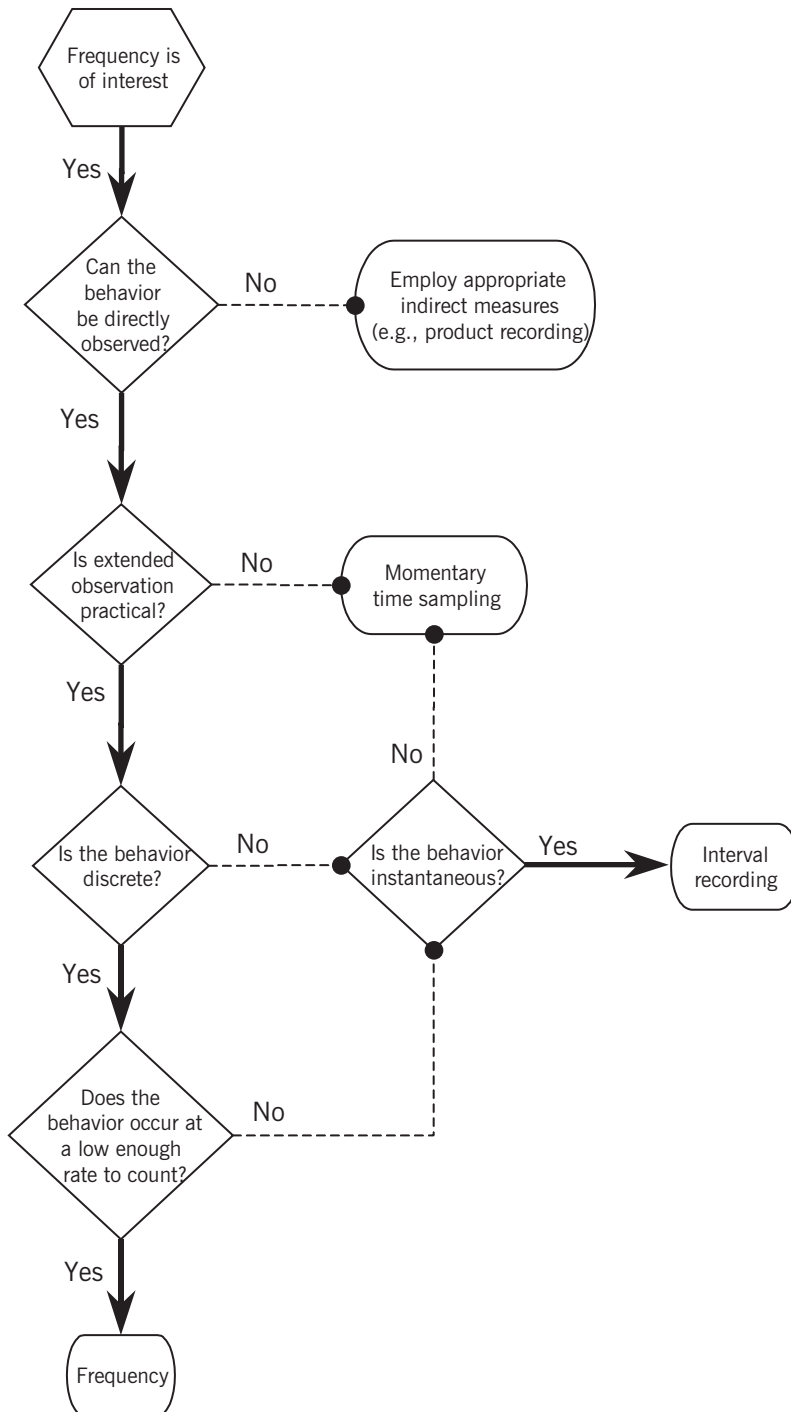 Frequency is
of interest
Yes
Can the
behavior
be directly
observed?
No
Employ appropriate
indirect measures
(e.g., product recording)
Yes
Is extended
observation
practical?
No
Momentary
time sampling
Yes
No
Is the behavior
discrete?
No
Is the behavior
instantaneous?
Yes
Interval
recording
Yes
Does the
behavior occur at
a low enough
rate to count?
No
Yes
Frequency